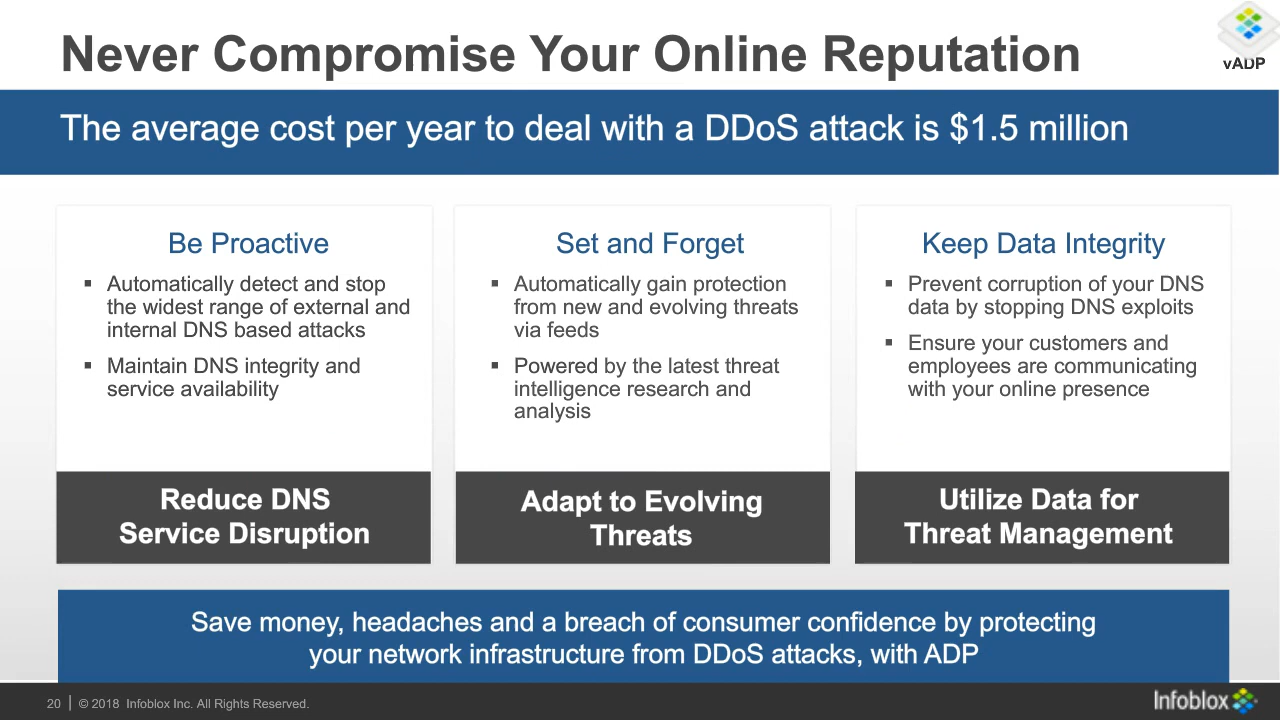 Never Compromise Your Online Reputation
vADP
The average cost per year to deal with a DDoS attack is $1.5 million
Be Proactive
▪ Automatically detect and stop
the widest range of external and
internal DNS based attacks
▪ Maintain DNS integrity and
service availability
Reduce DNS
Service Disruption
Set and Forget
▪ Automatically gain protection
from new and evolving threats
via feeds
▪ Powered by the latest threat
intelligence research and
analysis
Adapt to Evolving
Threats
Keep Data Integrity
▪ Prevent corruption of your DNS
data by stopping DNS exploits
▪ Ensure your customers and
employees are communicating
with your online presence
Utilize Data for
Threat Management
Save money, headaches and a breach of consumer confidence by protecting
your network infrastructure from DDoS attacks, with ADP
20 | © 2018 Infoblox Inc. All Rights Reserved.
Infoblox